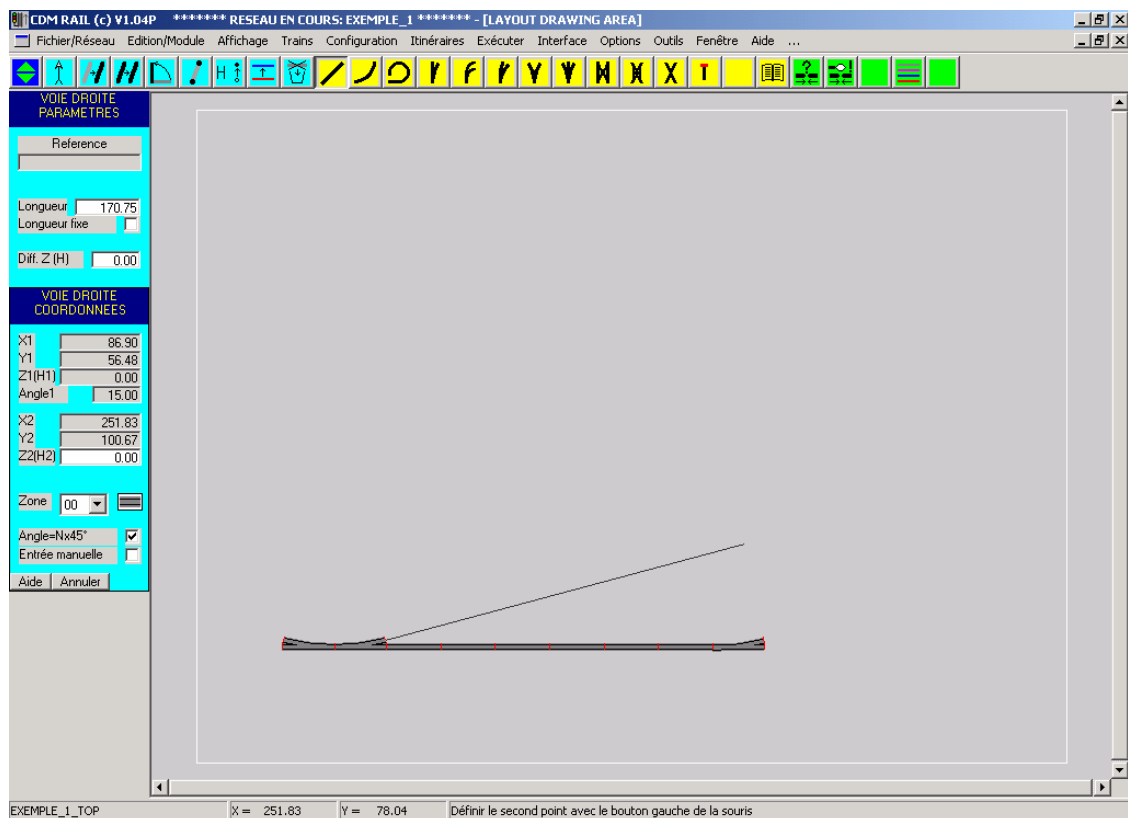 CDM RAIL (c) V1.04P ******* RESEAU EN COURS: EXEMPLE_1 ******* - [LAYOUT DRAWING AREA]
Fichier/Réseau Edition/Module Affichage Trains Configuration Itinéraires Exécuter Interface Options Outils Fenêtre Aide ...
H T ?
VOIE DROITE
PARAMETRES
Reference
Longueur 170.75
Longueur fixe
Diff. Z (H) 0.00
VOIE DROITE
COORDONNEES
X1 86.90
Y1 56.48
Z1(H1) 0.00
Angle1 15.00
X2 251.83
Y2 100.67
Z2(H2) 0.00
Zone 00
Angle=Nx45°
Entrée manuelle
Aide Annuler
EXEMPLE_1_TOP X = 251.83 Y = 78.04 Définir le second point avec le bouton gauche de la souris